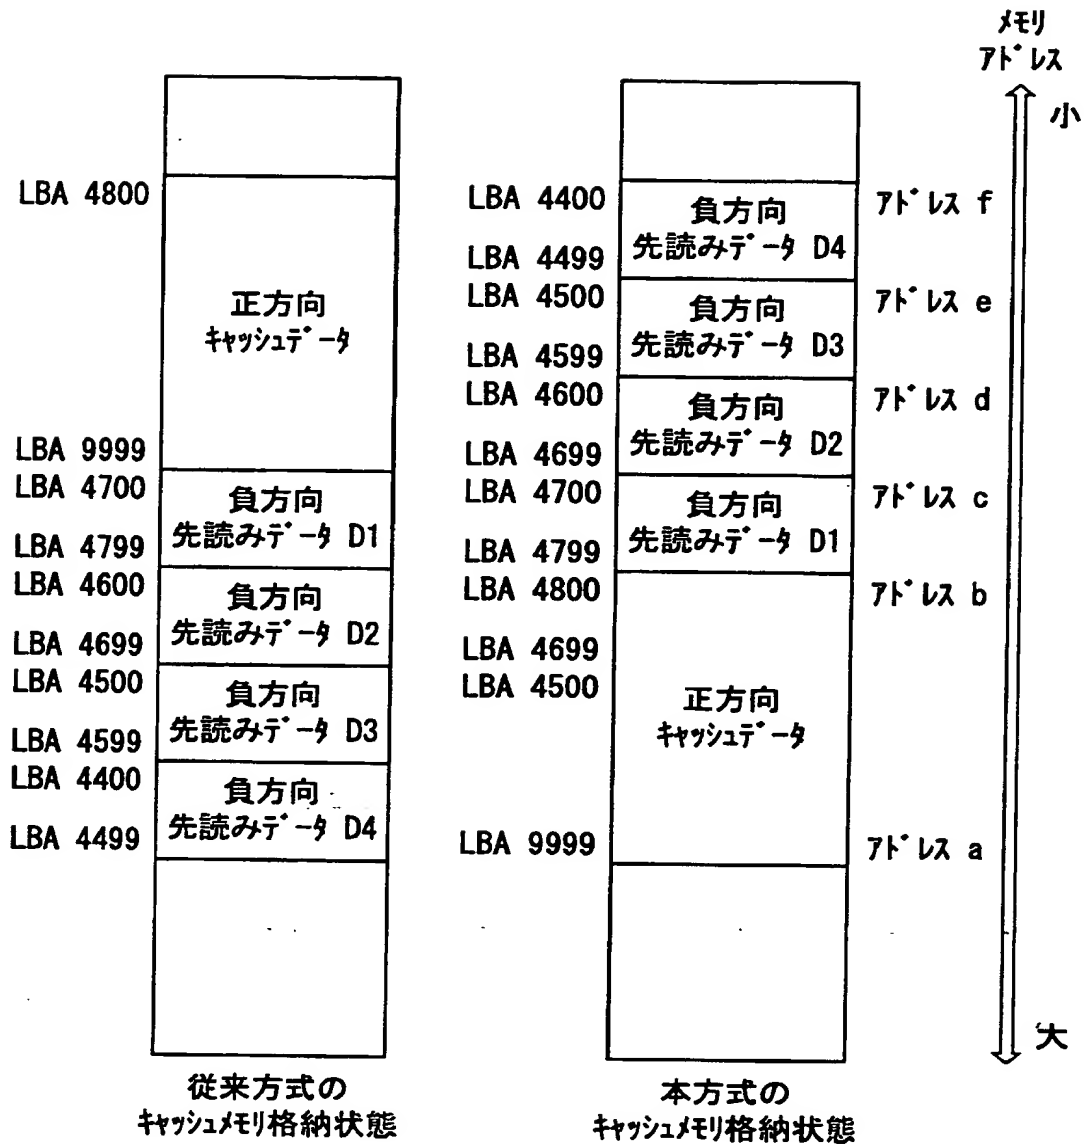 メモリ
アドレス
小
LBA 4800
正方向
キャッシュデータ
LBA 9999
LBA 4700
負方向
先読みデータ D1
LBA 4799
LBA 4600
負方向
先読みデータ D2
LBA 4699
LBA 4500
負方向
先読みデータ D3
LBA 4599
LBA 4400
負方向
先読みデータ D4
LBA 4499
従来方式の
キャッシュメモリ格納状態
LBA 4400
負方向
先読みデータ D4
アドレス f
LBA 4499
LBA 4500
負方向
先読みデータ D3
アドレス e
LBA 4599
LBA 4600
負方向
先読みデータ D2
アドレス d
LBA 4699
LBA 4700
負方向
先読みデータ D1
アドレス c
LBA 4799
LBA 4800
アドレス b
LBA 4699
LBA 4500
正方向
キャッシュデータ
LBA 9999
アドレス a
大
本方式の
キャッシュメモリ格納状態